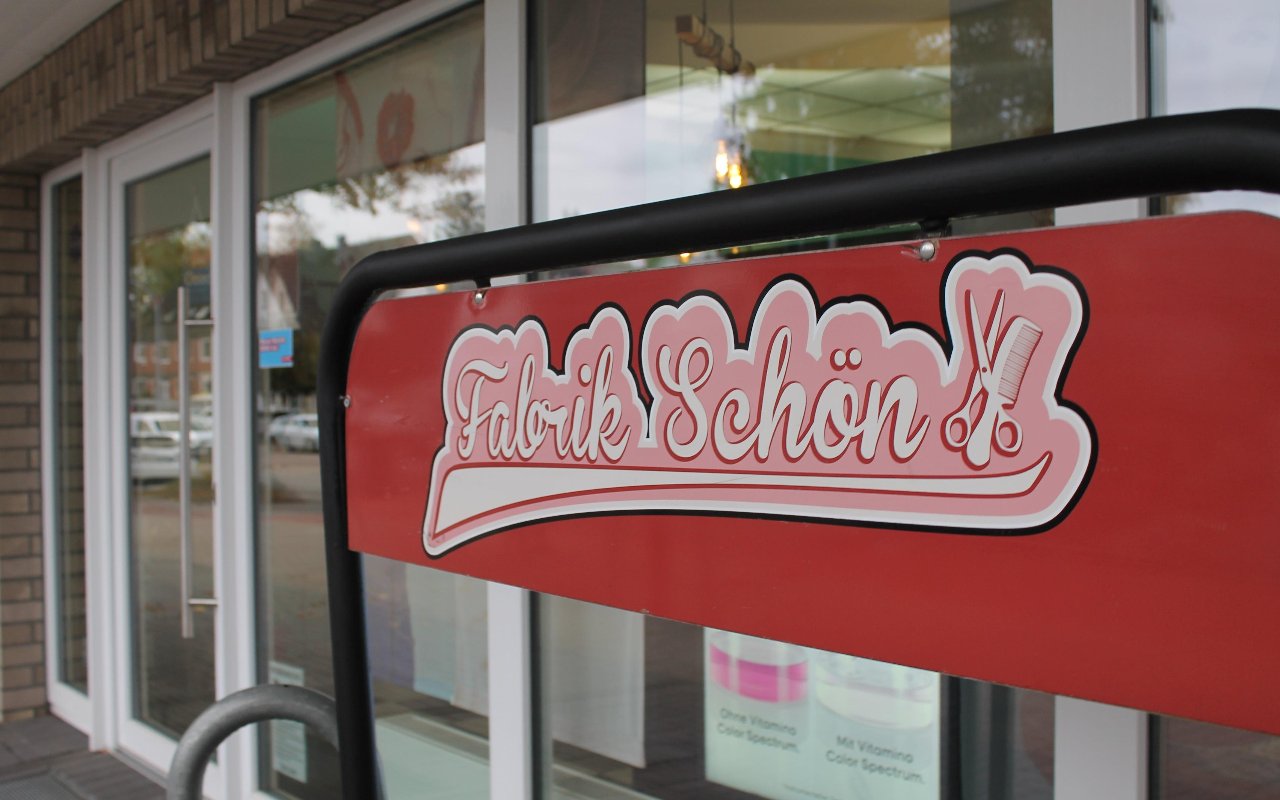 Fabrik Schön
Ohne Vitamino
Color Spectrum.
Mit Vitamino
Color Spectrum.